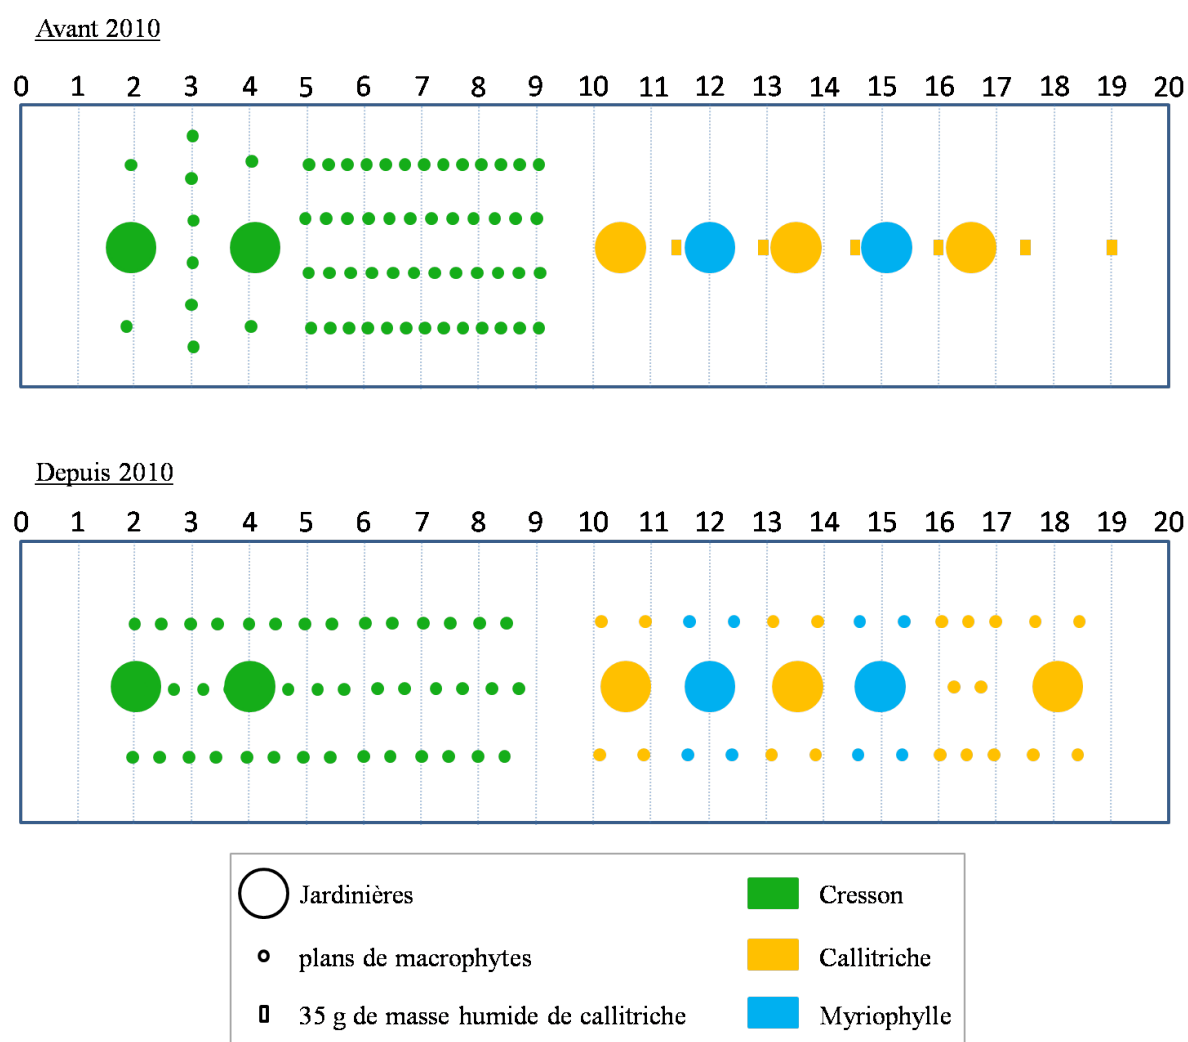 Avant 2010
0 1 2 3 4 5 6 7 8 9 10 11 12 13 14 15 16 17 18 19 20
Depuis 2010
0 1 2 3 4 5 6 7 8 9 10 11 12 13 14 15 16 17 18 19 20
Jardinières Cresson
plans de macrophytes Callitriche
35 g de masse humide de callitriche Myriophylle